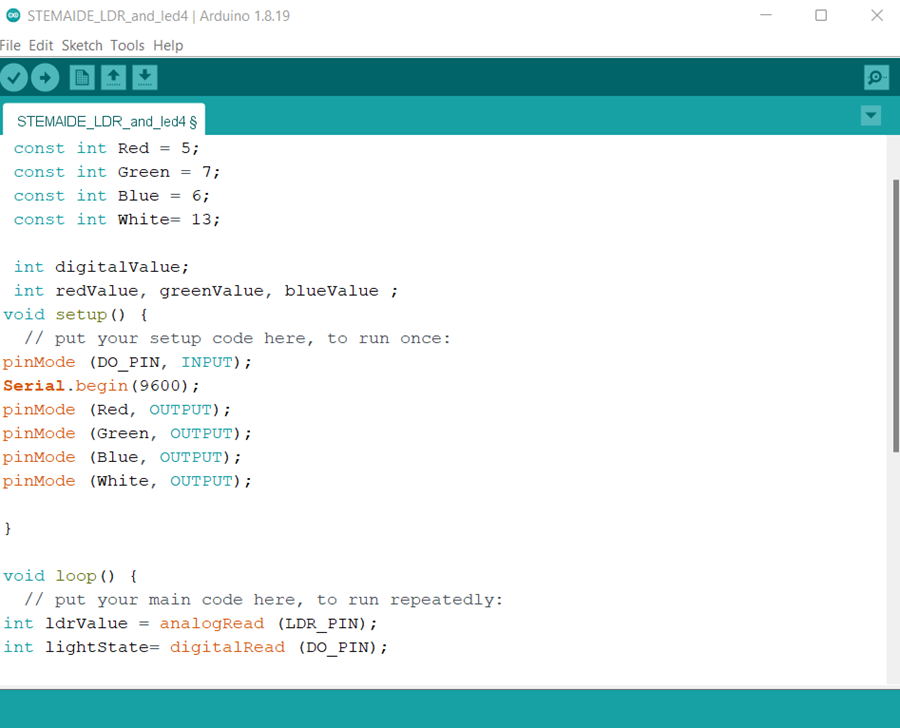 STEMAIDE_LDR_and_led4 | Arduino 1.8.19
File Edit Sketch Tools Help
STEMAIDE_LDR_and_led4 §
const int Red = 5;
const int Green = 7;
const int Blue = 6;
const int White= 13;
int digitalValue;
int redValue, greenValue, blueValue ;
void setup() {
// put your setup code here, to run once:
pinMode (DO_PIN, INPUT);
Serial.begin(9600);
pinMode (Red, OUTPUT);
pinMode (Green, OUTPUT);
pinMode (Blue, OUTPUT);
pinMode (White, OUTPUT);
}
void loop() {
// put your main code here, to run repeatedly:
int ldrValue = analogRead (LDR_PIN);
int lightState= digitalRead (DO_PIN);